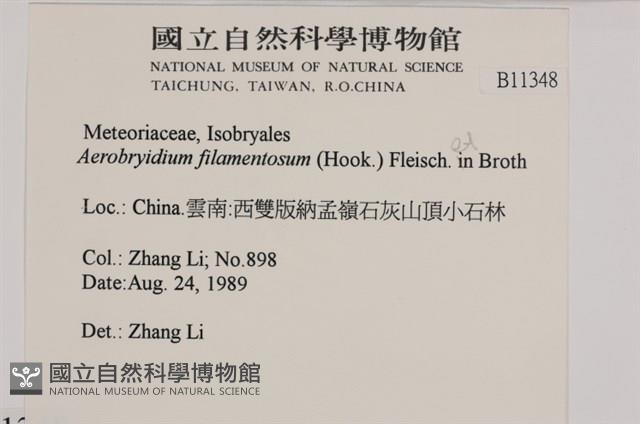 國立自然科學博物館
NATIONAL MUSEUM OF NATURAL SCIENCE
TAICHUNG, TAIWAN, R.O.CHINA
B11348
Meteoriaceae, Isobryales
Aerobryidium filamentosum (Hook.) Fleisch. in Broth
Loc.: China.雲南:西雙版納孟嶺石灰山頂小石林
Col.: Zhang Li; No.898
Date:Aug. 24, 1989
Det.: Zhang Li
國立自然科學博物館
NATIONAL MUSEUM OF NATURAL SCIENCE